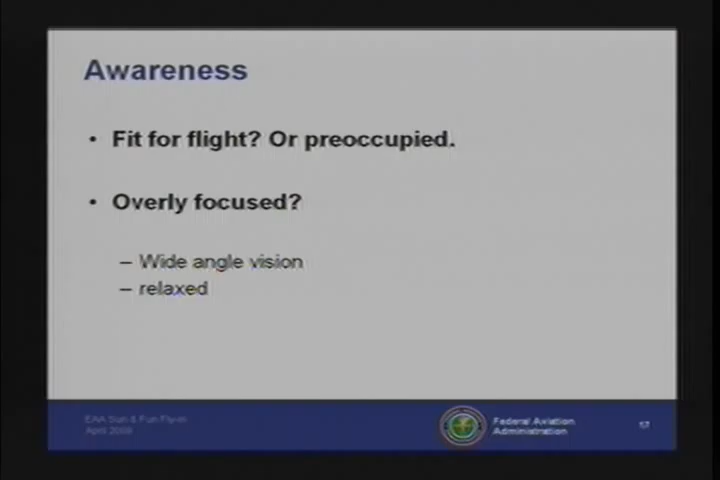 Awareness
• Fit for flight? Or preoccupied.
• Overly focused?
– Wide angle vision
– relaxed
EAA Sun & Fun Fly-in
April 2009
Federal Aviation
Administration
17